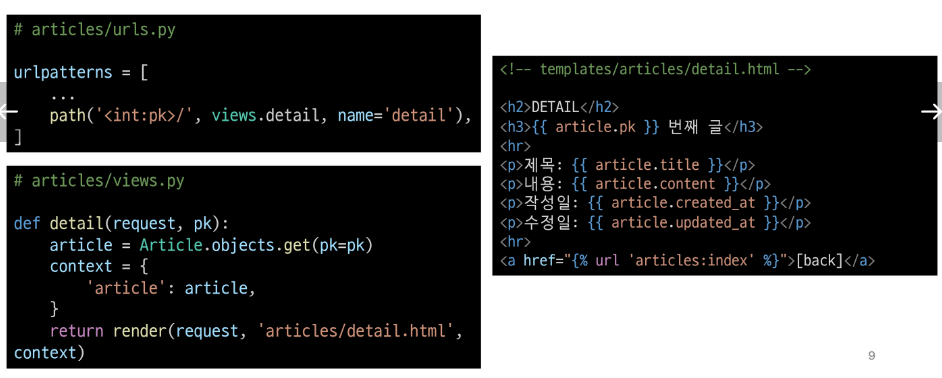 # articles/urls.py
urlpatterns = [
    ...
    path('<int:pk>/', views.detail, name='detail'),
]
# articles/views.py
def detail(request, pk):
    article = Article.objects.get(pk=pk)
    context = {
        'article': article,
    }
    return render(request, 'articles/detail.html',
context)
<!-- templates/articles/detail.html -->
<h2>DETAIL</h2>
<h3>{{ article.pk }} 번째 글</h3>
<hr>
<p>제목: {{ article.title }}</p>
<p>내용: {{ article.content }}</p>
<p>작성일: {{ article.created_at }}</p>
<p>수정일: {{ article.updated_at }}</p>
<hr>
<a href="{% url 'articles:index' %}">[back]</a>
9